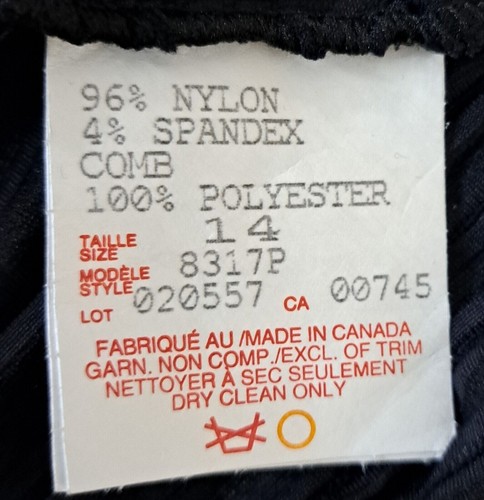 96% NYLON
4% SPANDEX
COMB
100% POLYESTER
TAILLE
SIZE 14
MODÈLE
STYLE 8317P
LOT 020557 CA 00745
FABRIQUÉ AU /MADE IN CANADA
GARN. NON COMP./EXCL. OF TRIM
NETTOYER À SEC SEULEMENT
DRY CLEAN ONLY